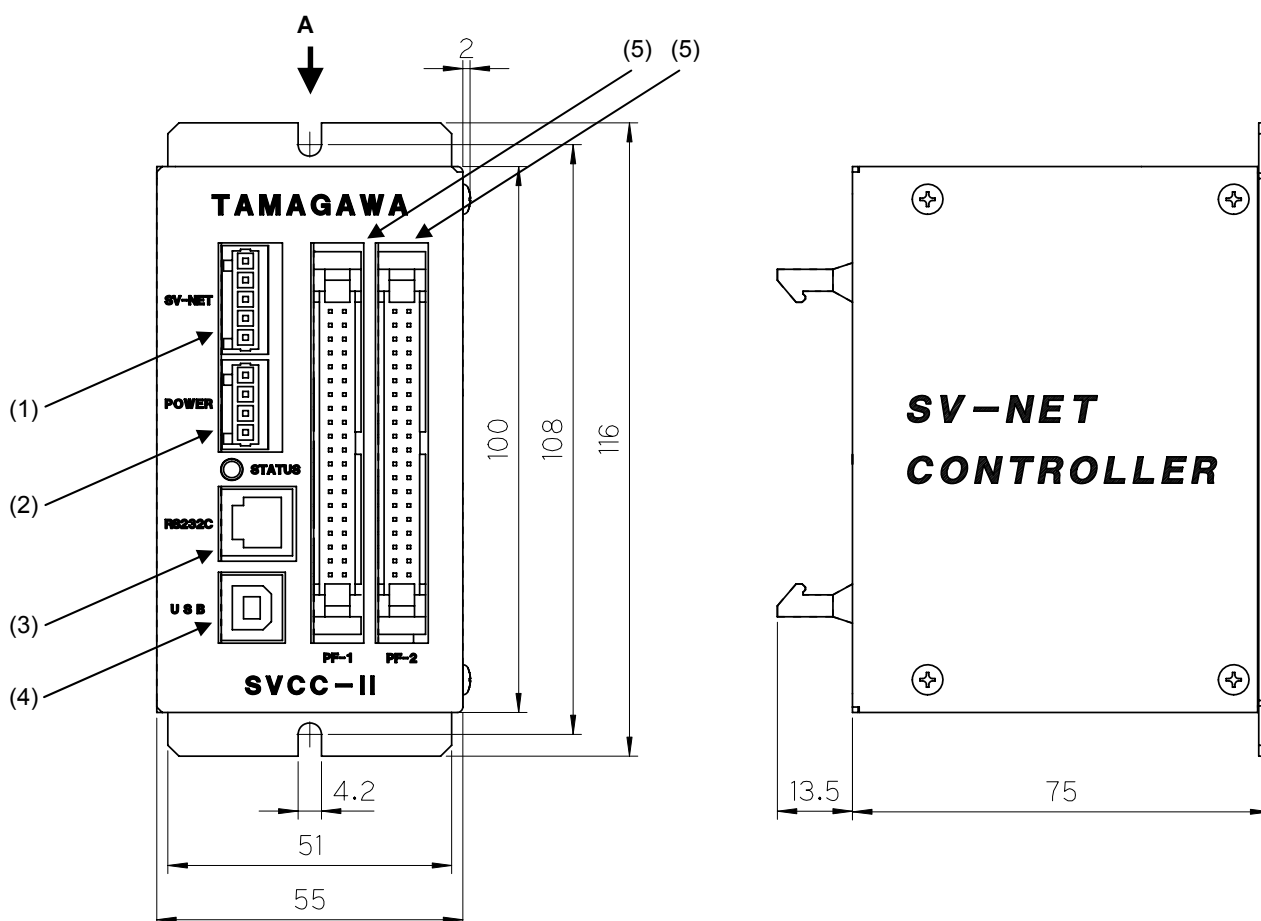 A
2
(5)
(5)
TAMAGAWA
SV-NET
(1)
POWER
(2)
STATUS
RS232C
(3)
USB
(4)
PF-1
PF-2
SVCC-II
100
108
116
4.2
51
55
SV-NET
CONTROLLER
13.5
75